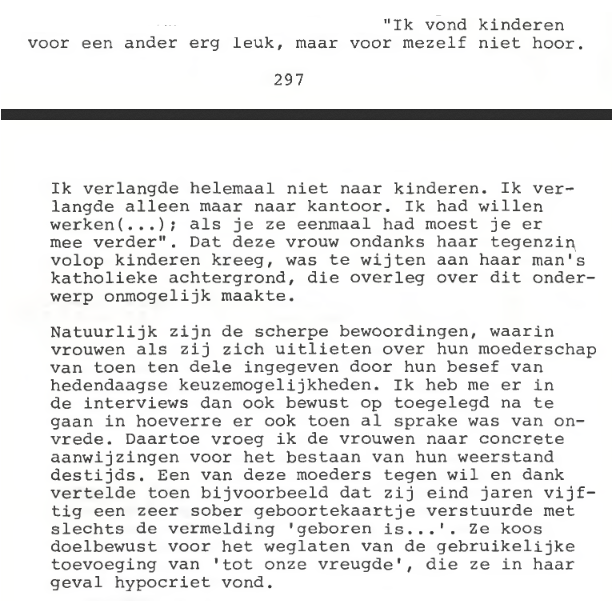 "Ik vond kinderen
voor een ander erg leuk, maar voor mezelf niet hoor.
297
Ik verlangde helemaal niet naar kinderen. Ik ver-
langde alleen maar naar kantoor. Ik had willen
werken(...); als je ze eenmaal had moest je er
mee verder". Dat deze vrouw ondanks haar tegenzin
volop kinderen kreeg, was te wijten aan haar man's
katholieke achtergrond, die overleg over dit onder-
werp onmogelijk maakte.
Natuurlijk zijn de scherpe bewoordingen, waarin
vrouwen als zij zich uitlieten over hun moederschap
van toen ten dele ingegeven door hun besef van
hedendaagse keuzemogelijkheden. Ik heb me er in
de interviews dan ook bewust op toegelegd na te
gaan in hoeverre er ook toen al sprake was van on-
vrede. Daartoe vroeg ik de vrouwen naar concrete
aanwijzingen voor het bestaan van hun weerstand
destijds. Een van deze moeders tegen wil en dank
vertelde toen bijvoorbeeld dat zij eind jaren vijf-
tig een zeer sober geboortekaartje verstuurde met
slechts de vermelding 'geboren is...'. Ze koos
doelbewust voor het weglaten van de gebruikelijke
toevoeging van 'tot onze vreugde', die ze in haar
geval hypocriet vond.